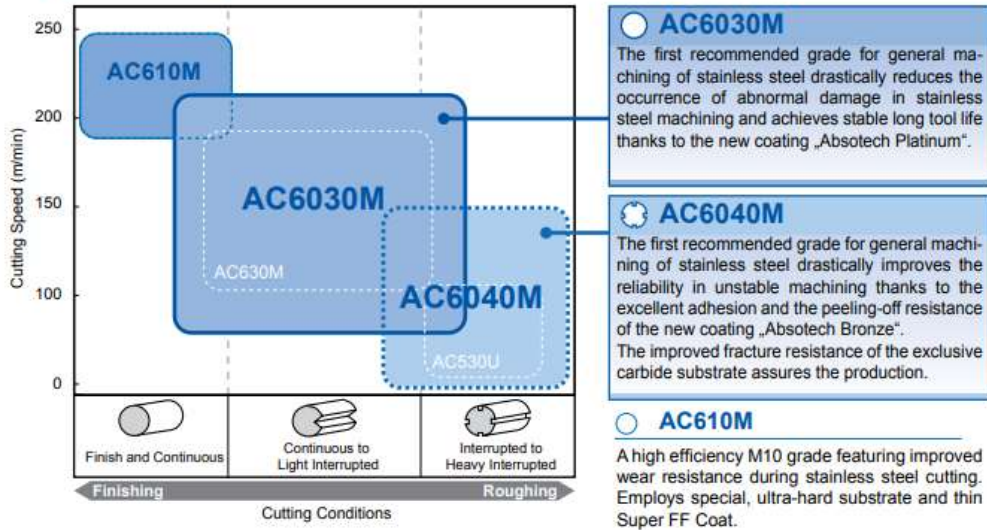 250
200
150
100
50
0
Cutting Speed (m/min)
AC610M
AC6030M
AC630M
AC6040M
AC530U
Finish and Continuous
Continuous to
Light Interrupted
Interrupted to
Heavy Interrupted
Finishing
Roughing
Cutting Conditions
AC6030M
The first recommended grade for general ma-
chining of stainless steel drastically reduces the
occurrence of abnormal damage in stainless
steel machining and achieves stable long tool life
thanks to the new coating „Absotech Platinum“.
AC6040M
The first recommended grade for general machi-
ning of stainless steel drastically improves the
reliability in unstable machining thanks to the
excellent adhesion and the peeling-off resistance
of the new coating „Absotech Bronze“.
The improved fracture resistance of the exclusive
carbide substrate assures the production.
AC610M
A high efficiency M10 grade featuring improved
wear resistance during stainless steel cutting.
Employs special, ultra-hard substrate and thin
Super FF Coat.